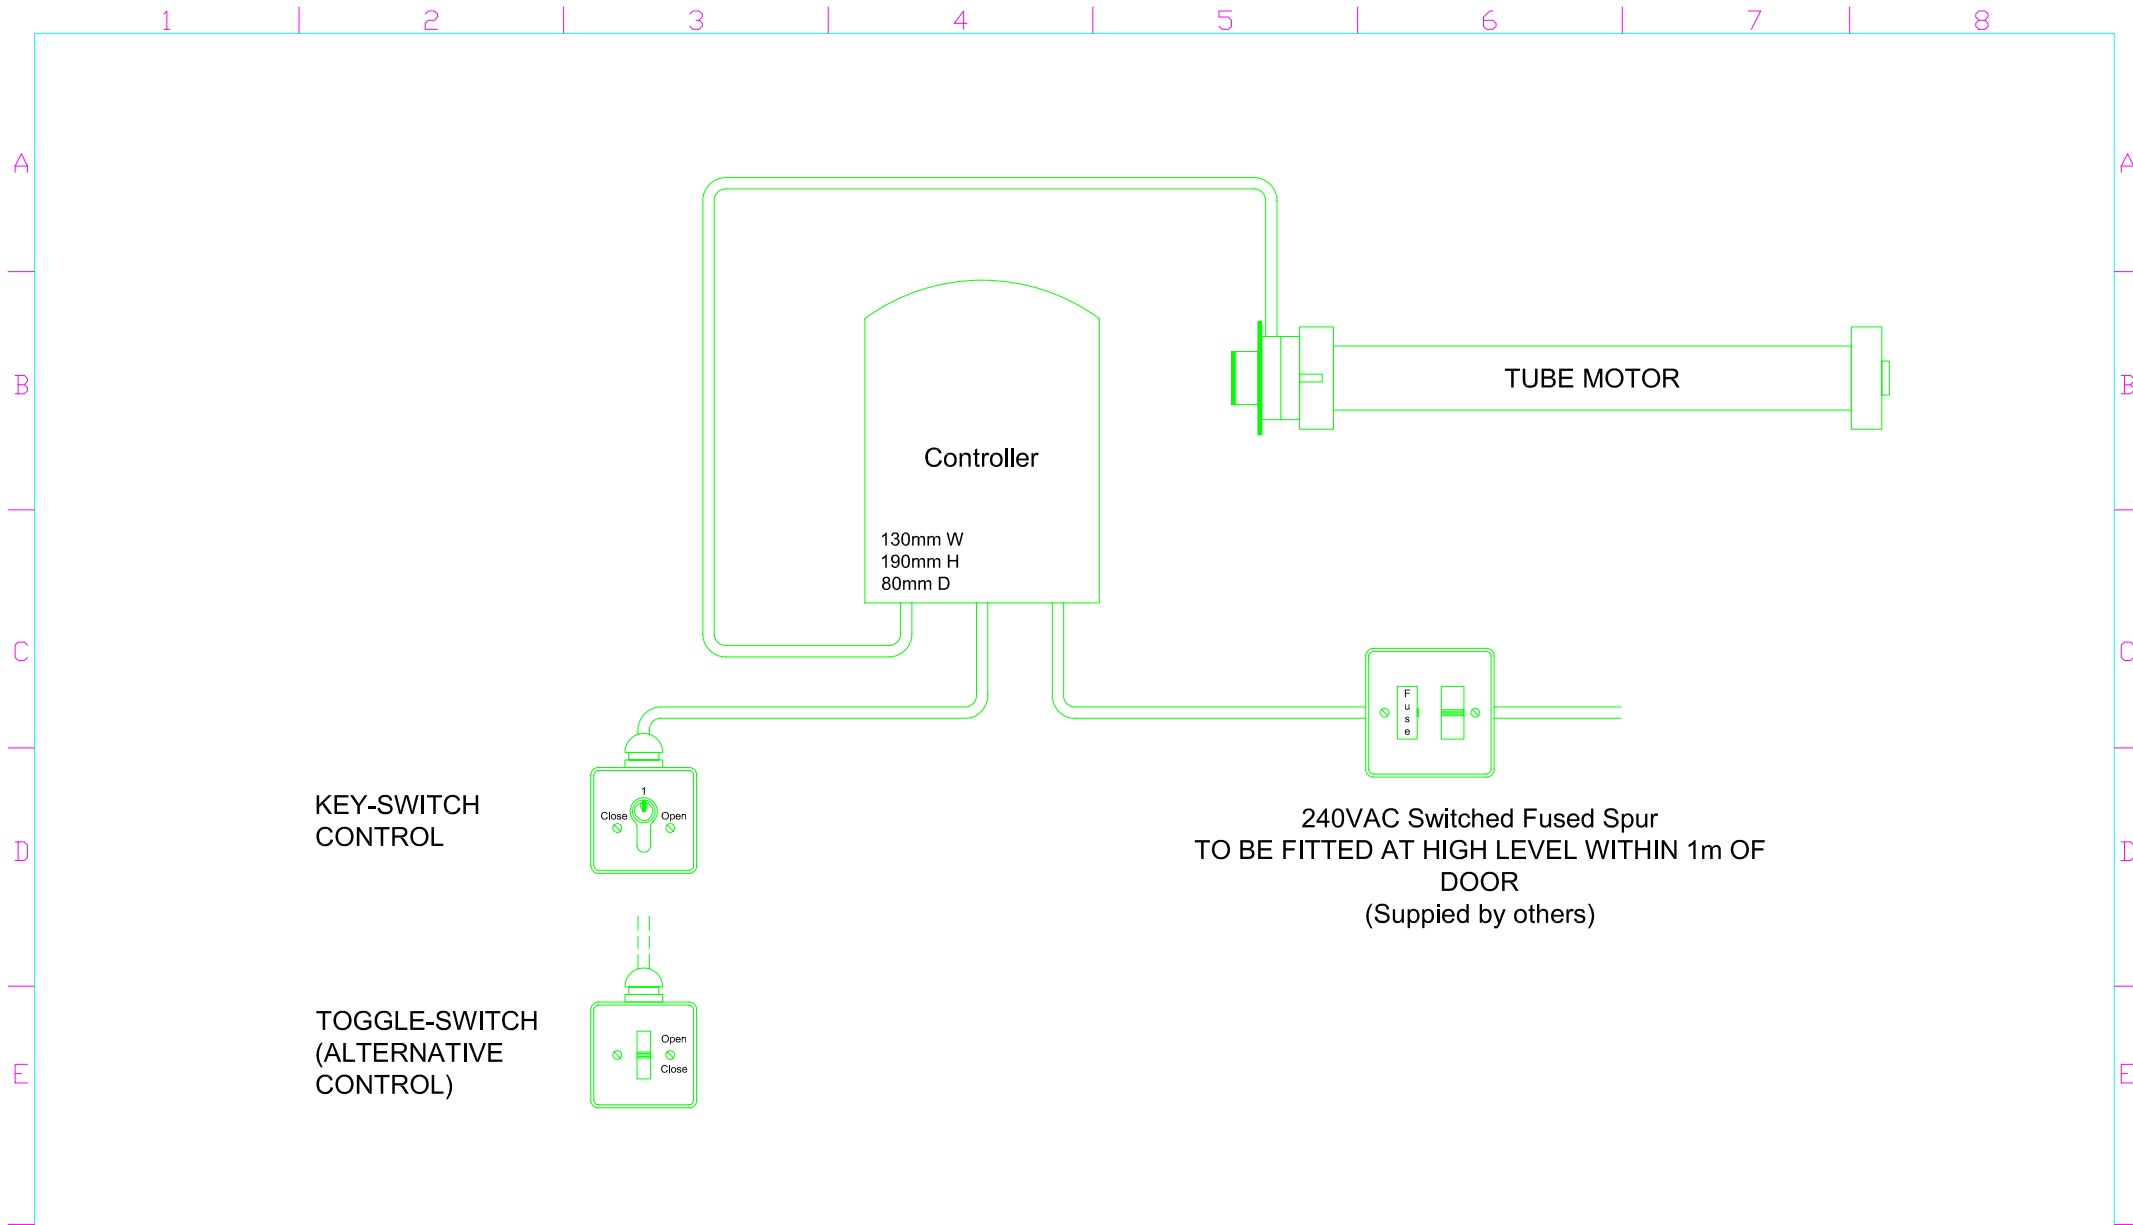 1 2 3 4 5 6 7 8
A A
B B
TUBE MOTOR
Controller
130mm W
190mm H
80mm D
C C
F
u
s
e
KEY-SWITCH
CONTROL
1
Close Open
240VAC Switched Fused Spur
TO BE FITTED AT HIGH LEVEL WITHIN 1m OF
DOOR
(Suppied by others)
D D
TOGGLE-SWITCH
(ALTERNATIVE
CONTROL)
Open
Close
E E